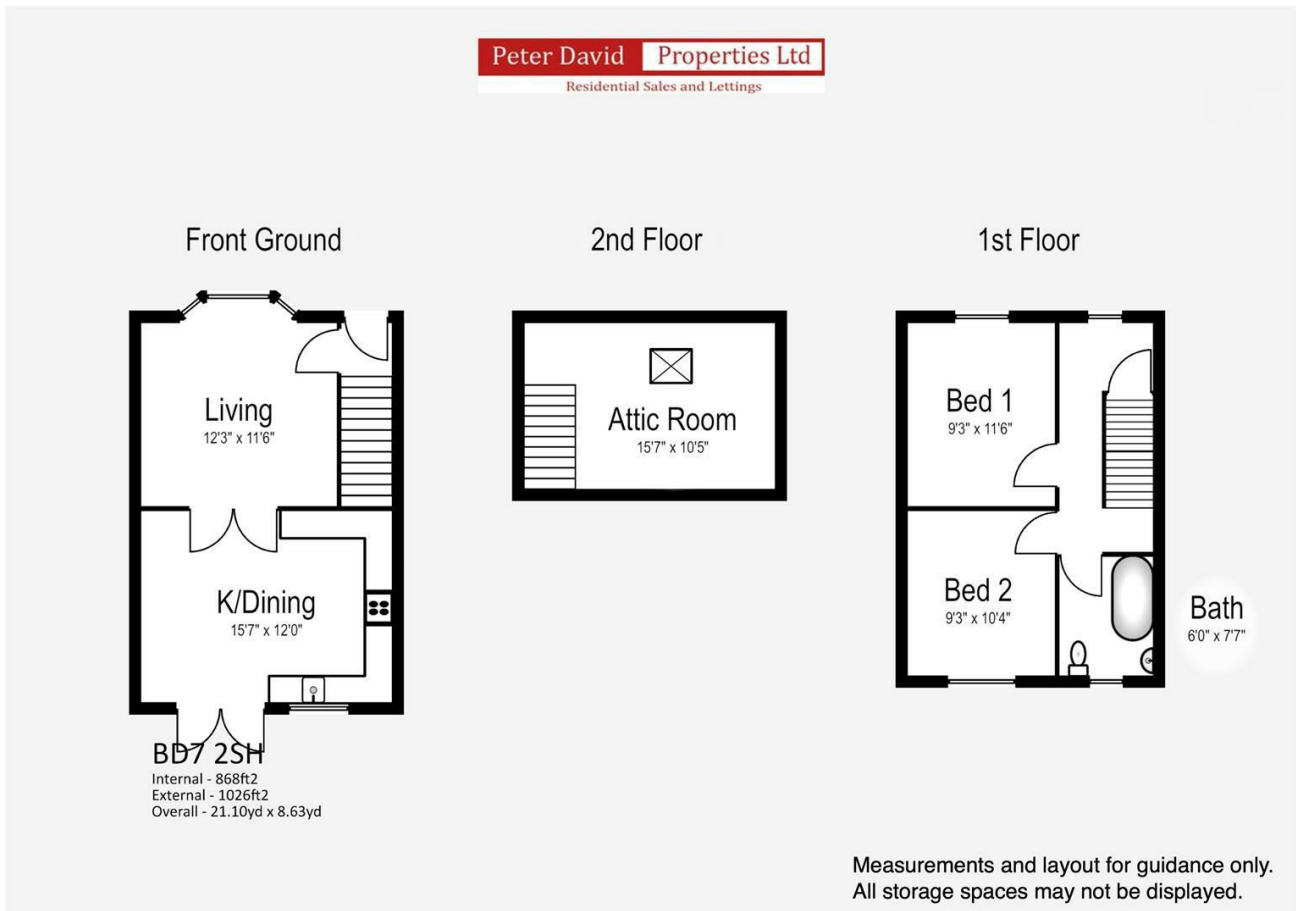 Peter David Properties Ltd
Residential Sales and Lettings
Front Ground
2nd Floor
1st Floor
Living
12'3" x 11'6"
K/Dining
15'7" x 12'0"
Attic Room
15'7" x 10'5"
Bed 1
9'3" x 11'6"
Bed 2
9'3" x 10'4"
Bath
6'0" x 7'7"
BD7 2SH
Internal - 868ft2
External - 1026ft2
Overall - 21.10yd x 8.63yd
Measurements and layout for guidance only.
All storage spaces may not be displayed.